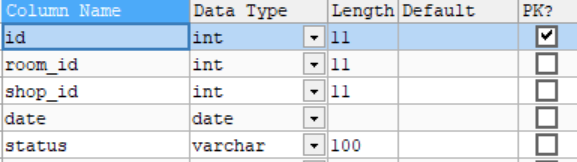 Column Name Data Type Length Default PK?
id int 11
room_id int 11
shop_id int 11
date date
status varchar 100